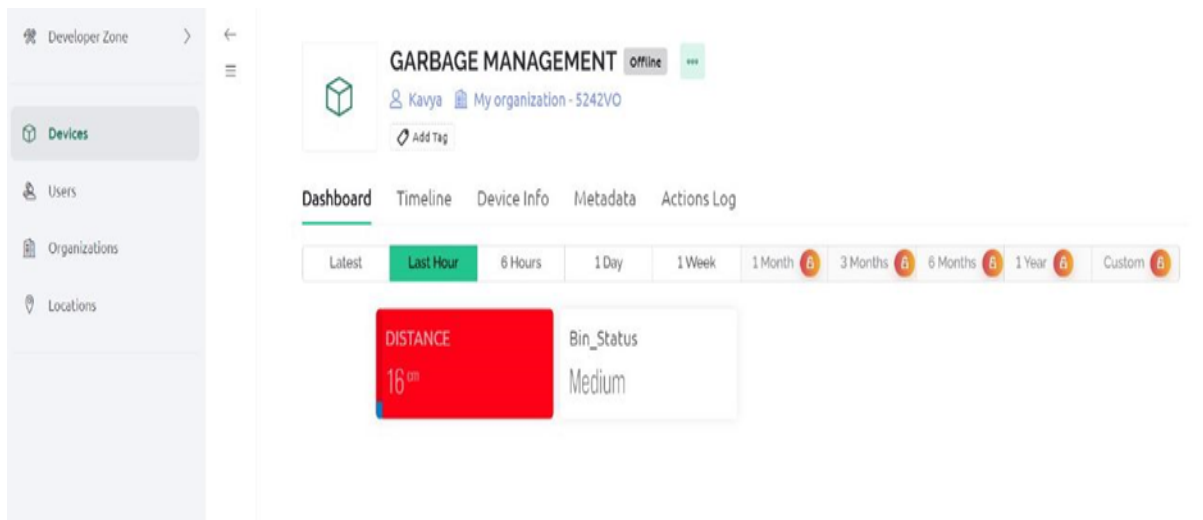 Developer Zone
Devices
Users
Organizations
Locations
GARBAGE MANAGEMENT Offline
Kavya My organization - 5242VO
Add Tag
Dashboard Timeline Device Info Metadata Actions Log
Latest Last Hour 6 Hours 1 Day 1 Week 1 Month 3 Months 6 Months 1 Year Custom
DISTANCE
16 cm
Bin_Status
Medium